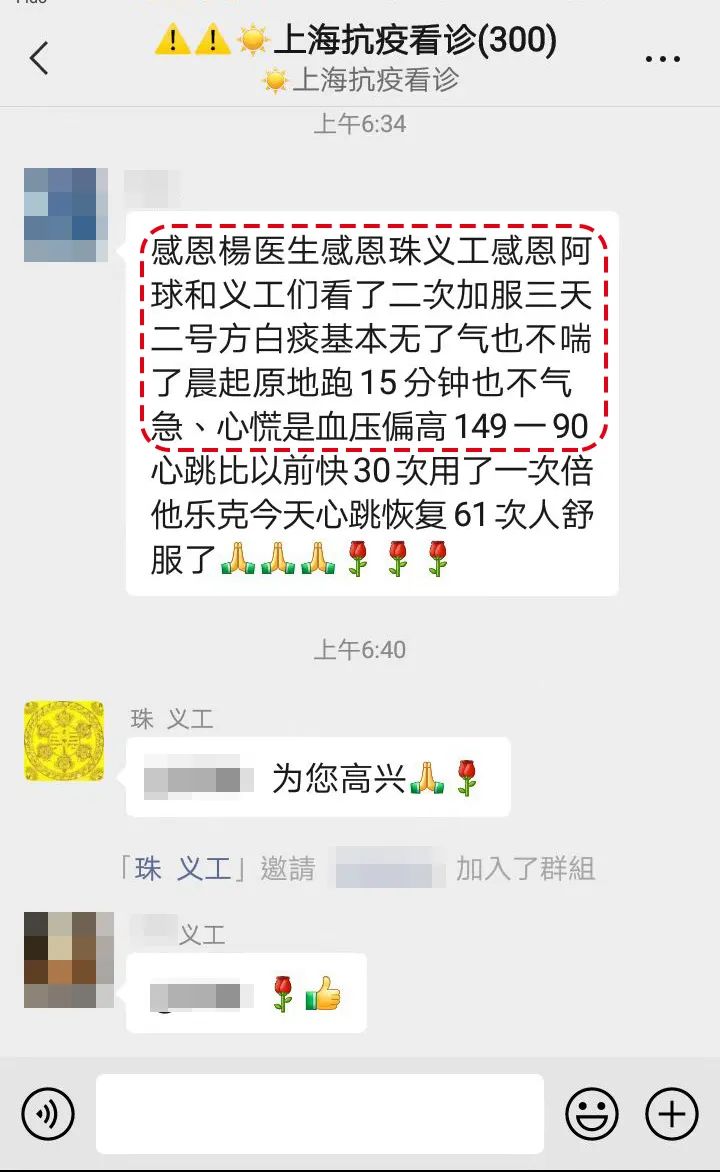 ⚠️⚠️☀️上海抗疫看诊(300)
☀️上海抗疫看诊
上午6:34
感恩楊医生感恩珠义工感恩阿
球和义工们看了二次加服三天
二号方白痰基本无了气也不喘
了晨起原地跑15分钟也不气
急、心慌是血压偏高149一90
心跳比以前快30次用了一次倍
他乐克今天心跳恢复61次人舒
服了🙏🙏🙏🌹🌹🌹
上午6:40
珠 义工
为您高兴🙏🌹
「珠 义工」邀請 加入了群組
义工
🌹👍